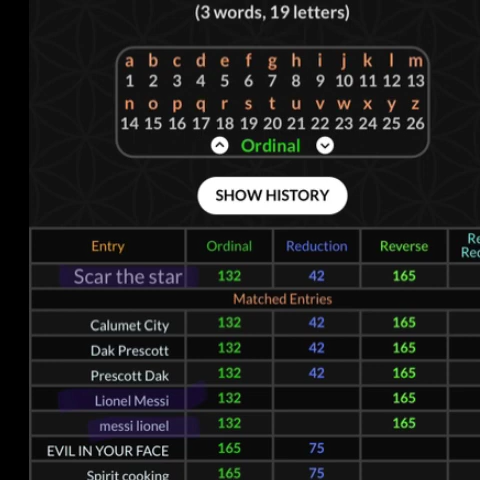 (3 words, 19 letters)
a b c d e f g h i j k l m
1 2 3 4 5 6 7 8 9 10 11 12 13
n o p q r s t u v w x y z
14 15 16 17 18 19 20 21 22 23 24 25 26
Ordinal
SHOW HISTORY
Entry Ordinal Reduction Reverse Re
Rec
Scar the star 132 42 165
Matched Entries
Calumet City 132 42 165
Dak Prescott 132 42 165
Prescott Dak 132 42 165
Lionel Messi 132 165
messi lionel 132 165
EVIL IN YOUR FACE 165 75
Spirit cooking 165 75